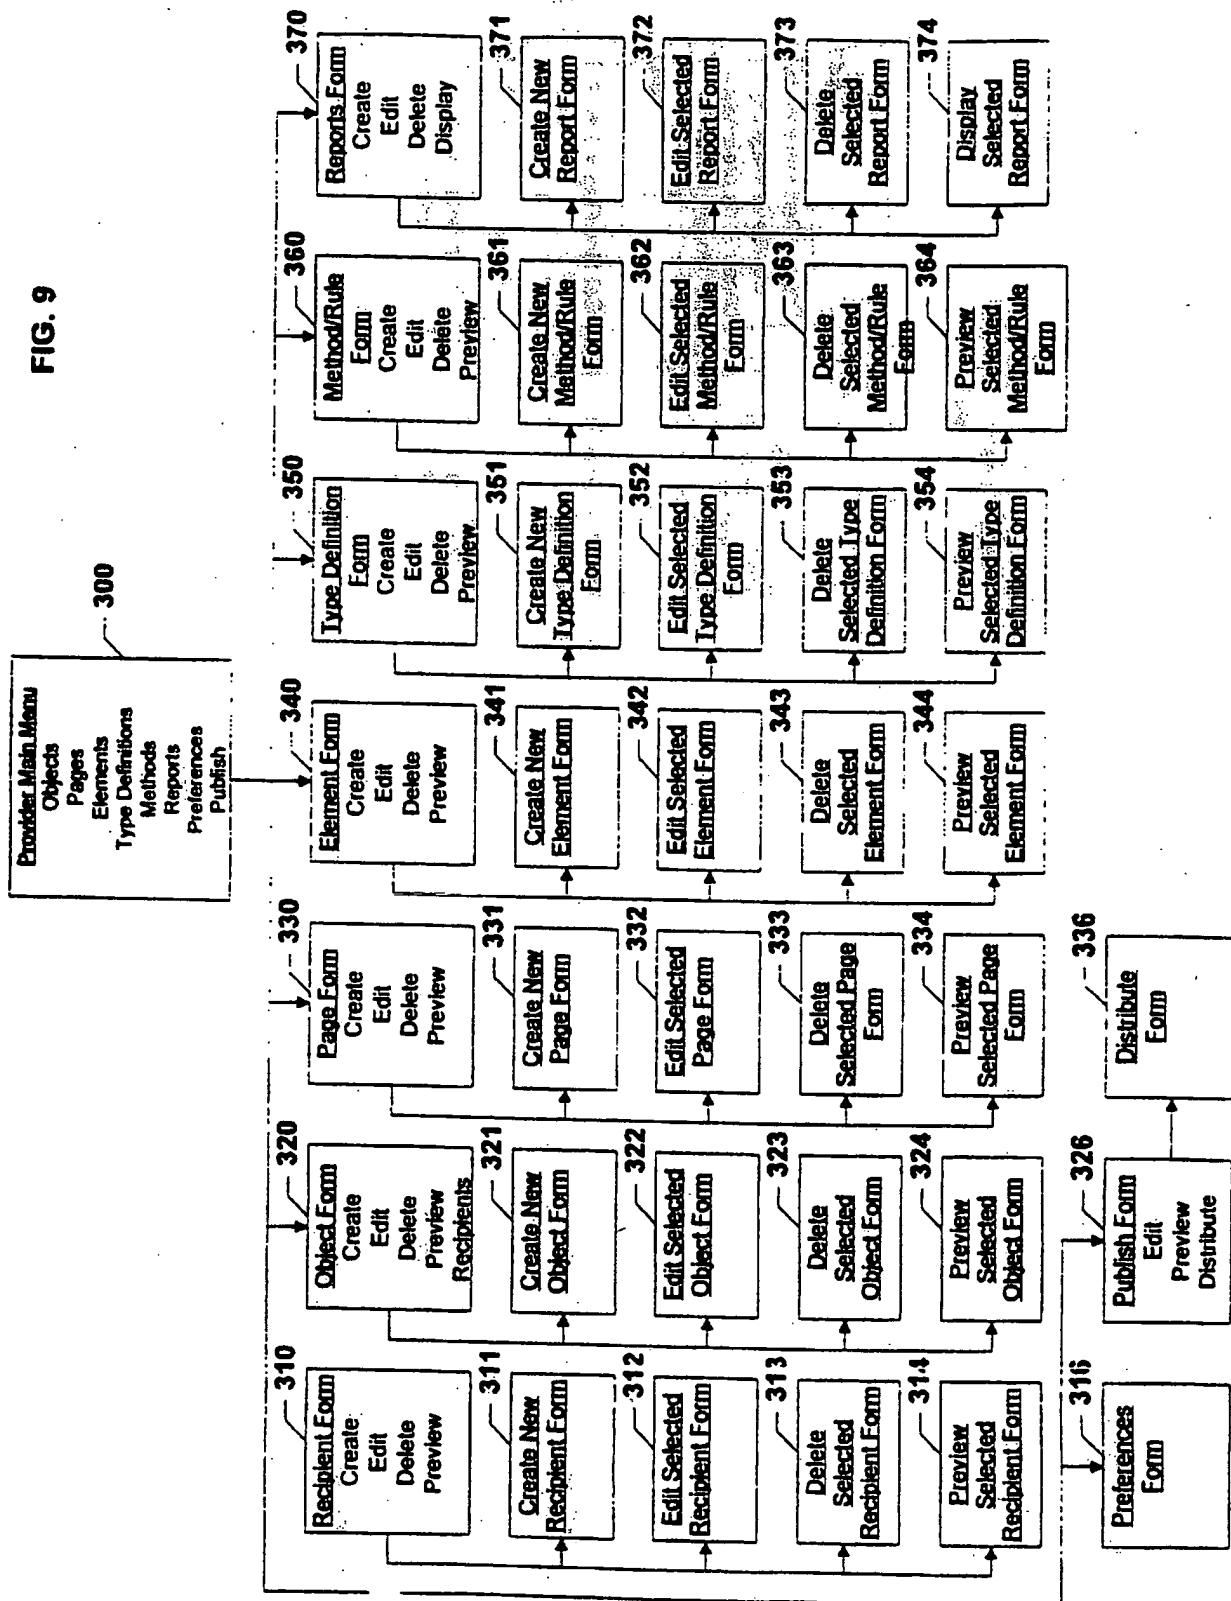 FIG. 9
Provider Main Menu
Objects
Pages
Elements
Type Definitions
Methods
Reports
Preferences
Publish
300
310
Recipient Form
Create
Edit
Delete
Preview
311
Create New
Recipient Form
312
Edit Selected
Recipient Form
313
Delete
Selected
Recipient Form
314
Preview
Selected
Recipient Form
316
Preferences
Form
320
Object Form
Create
Edit
Delete
Preview
Recipients
321
Create New
Object Form
322
Edit Selected
Object Form
323
Delete
Selected
Object Form
324
Preview
Selected
Object Form
326
Publish Form
Edit
Preview
Distribute
330
Page Form
Create
Edit
Delete
Preview
331
Create New
Page Form
332
Edit Selected
Page Form
333
Delete
Selected Page
Form
334
Preview
Selected Page
Form
336
Distribute
Form
340
Element Form
Create
Edit
Delete
Preview
341
Create New
Element Form
342
Edit Selected
Element Form
343
Delete
Selected
Element Form
344
Preview
Selected
Element Form
350
Type Definition
Form
Create
Edit
Delete
Preview
351
Create New
Type Definition
Form
352
Edit Selected
Type Definition
Form
353
Delete
Selected Type
Definition Form
354
Preview
Selected Type
Definition Form
360
Method/Rule
Form
Create
Edit
Delete
Preview
361
Create New
Method/Rule
Form
362
Edit Selected
Method/Rule
Form
363
Delete
Selected
Method/Rule
Form
364
Preview
Selected
Method/Rule
Form
370
Reports Form
Create
Edit
Delete
Display
371
Create New
Report Form
372
Edit Selected
Report Form
373
Delete
Selected
Report Form
374
Display
Selected
Report Form